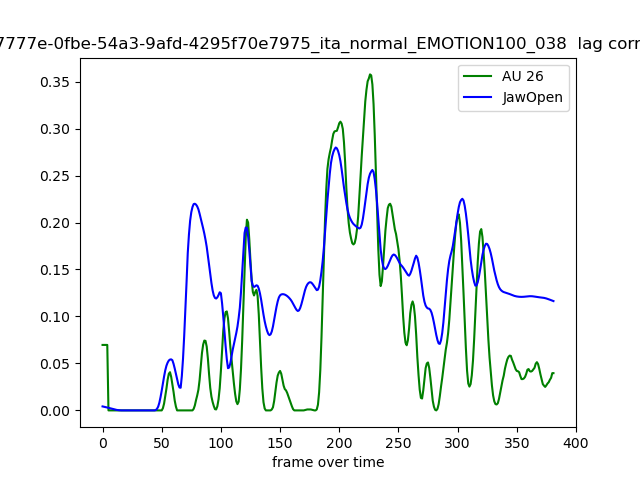 7777e-0fbe-54a3-9afd-4295f70e7975_ita_normal_EMOTION100_038 lag corr
AU 26
JawOpen
0.35
0.30
0.25
0.20
0.15
0.10
0.05
0.00
0 50 100 150 200 250 300 350 400
frame over time